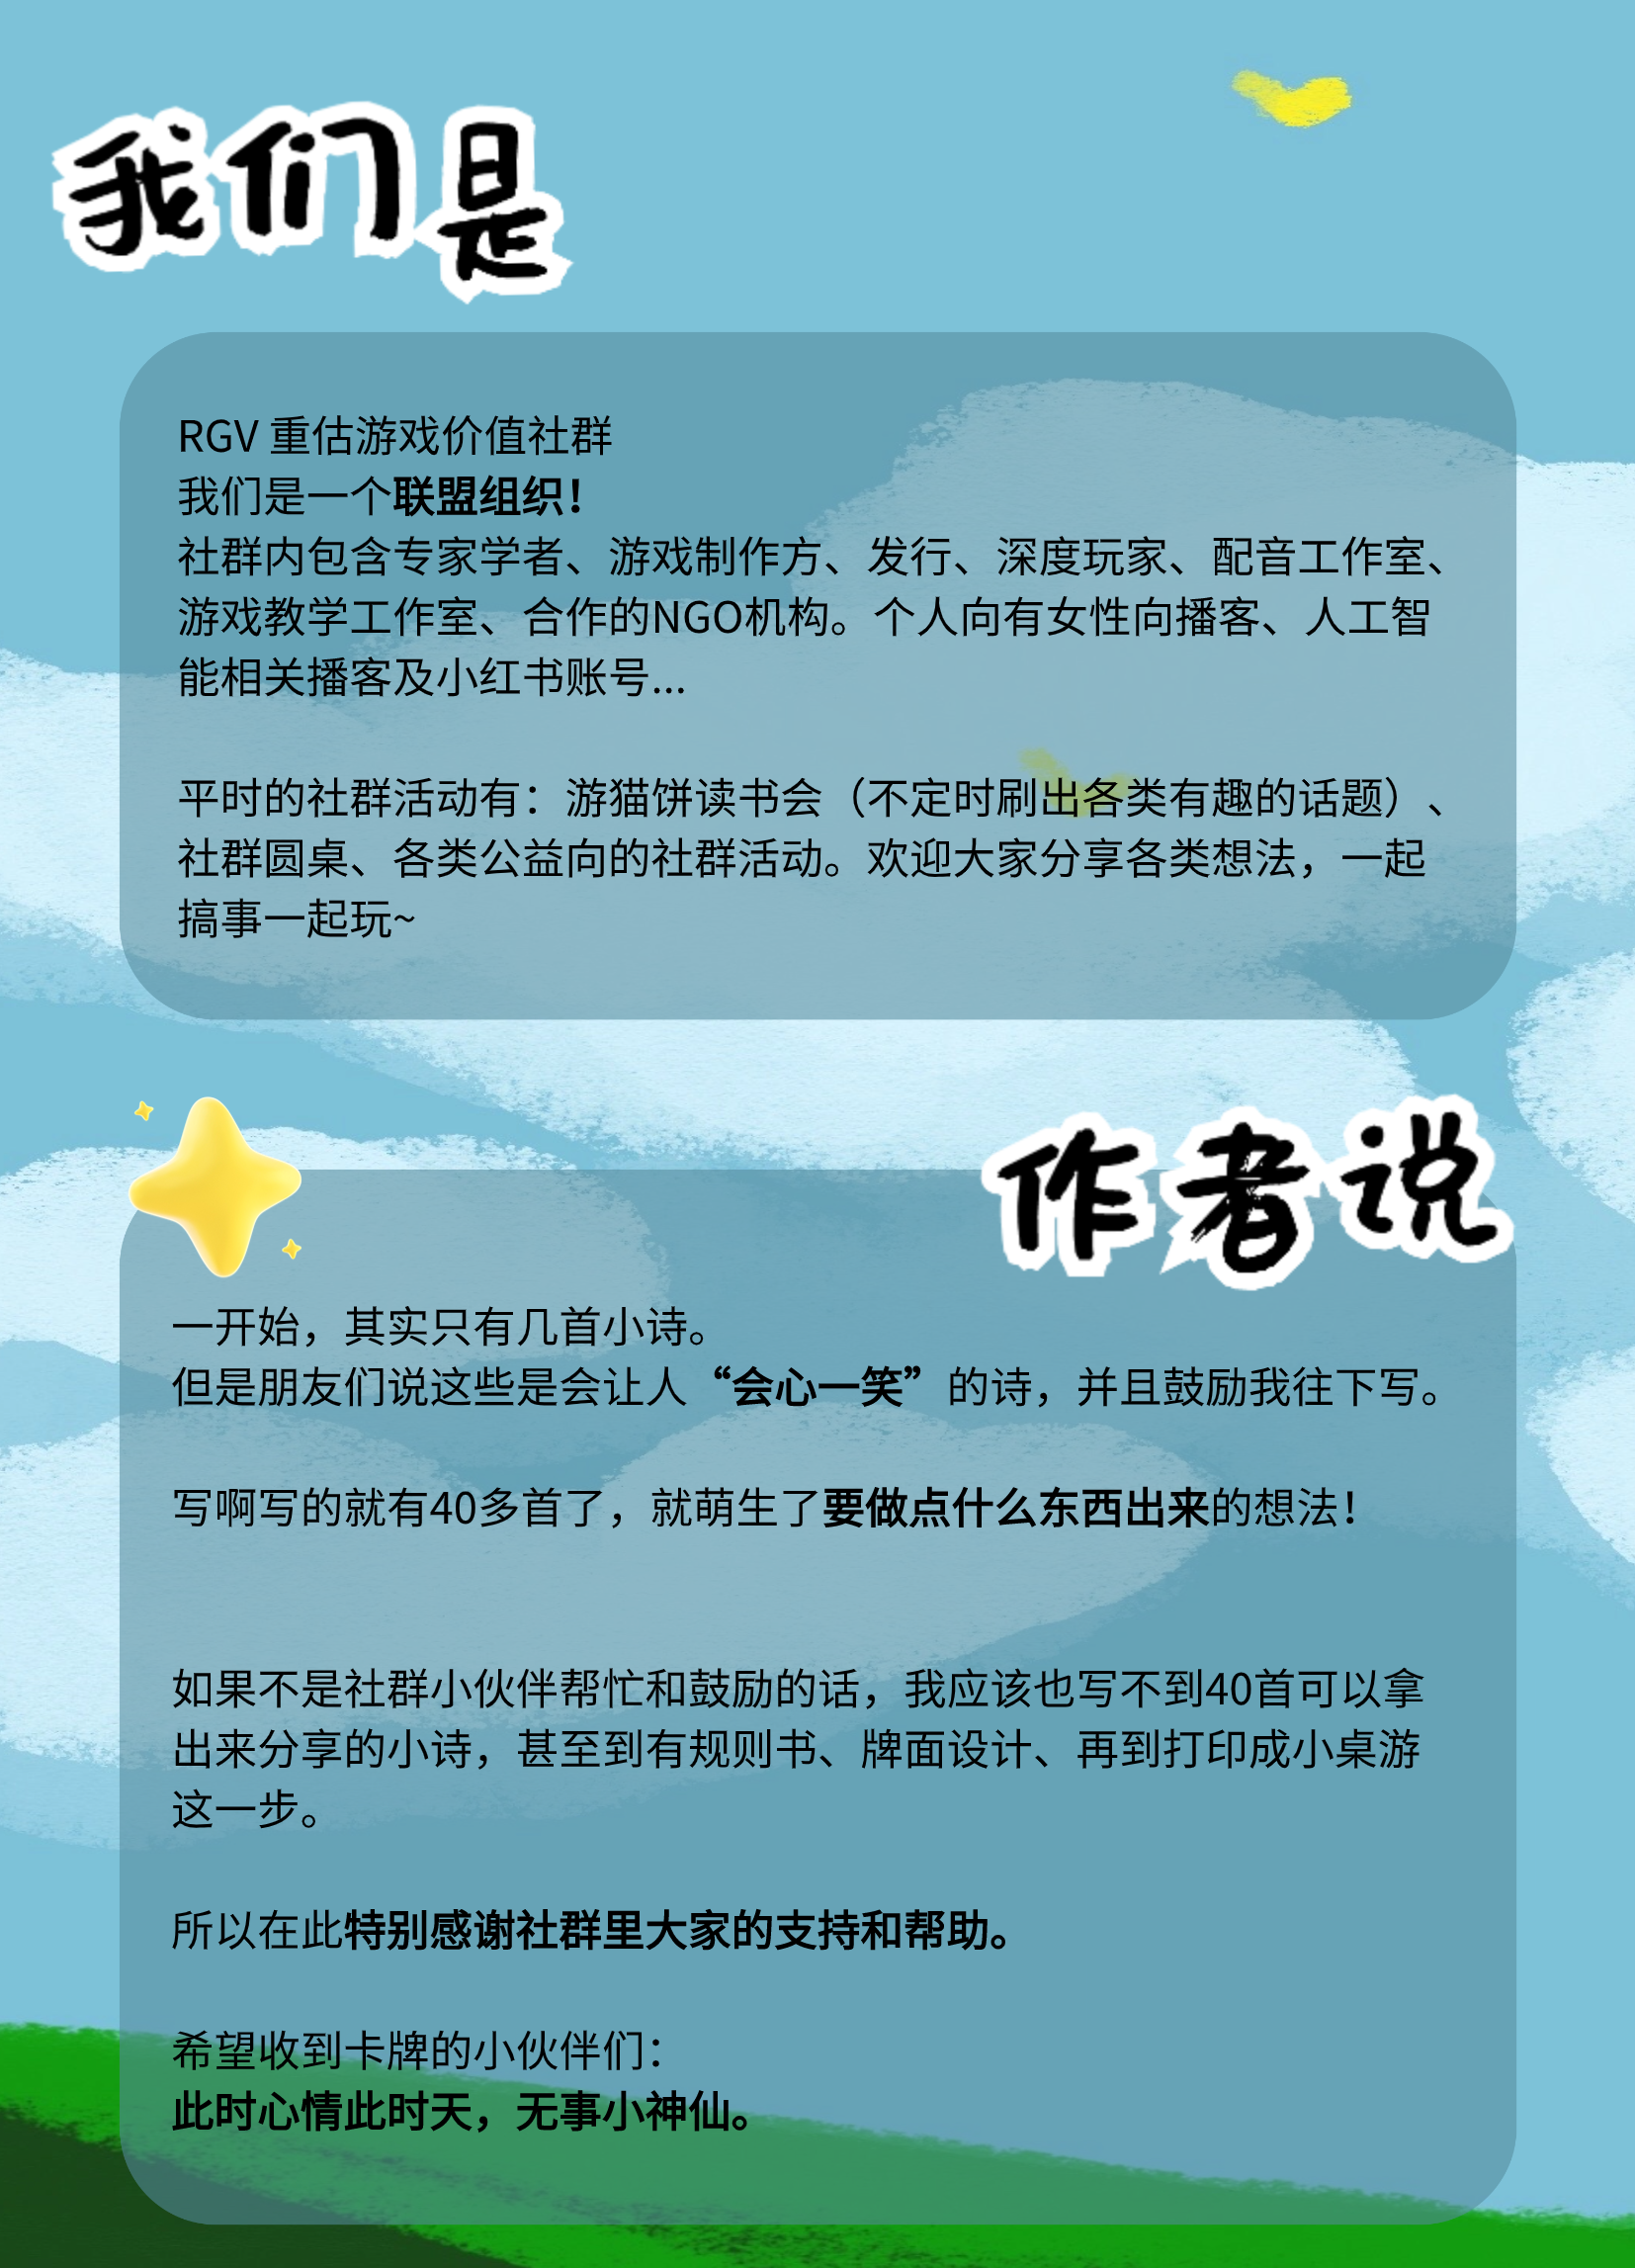 我们是
RGV 重估游戏价值社群
我们是一个联盟组织！
社群内包含专家学者、游戏制作方、发行、深度玩家、配音工作室、
游戏教学工作室、合作的NGO机构。个人向有女性向播客、人工智
能相关播客及小红书账号...
平时的社群活动有：游猫饼读书会（不定时刷出各类有趣的话题）、
社群圆桌、各类公益向的社群活动。欢迎大家分享各类想法，一起
搞事一起玩~
作者说
一开始，其实只有几首小诗。
但是朋友们说这些是会让人“会心一笑”的诗，并且鼓励我往下写。
写啊写的就有40多首了，就萌生了要做点什么东西出来的想法！
如果不是社群小伙伴帮忙和鼓励的话，我应该也写不到40首可以拿
出来分享的小诗，甚至到有规则书、牌面设计、再到打印成小桌游
这一步。
所以在此特别感谢社群里大家的支持和帮助。
希望收到卡牌的小伙伴们：
此时心情此时天，无事小神仙。